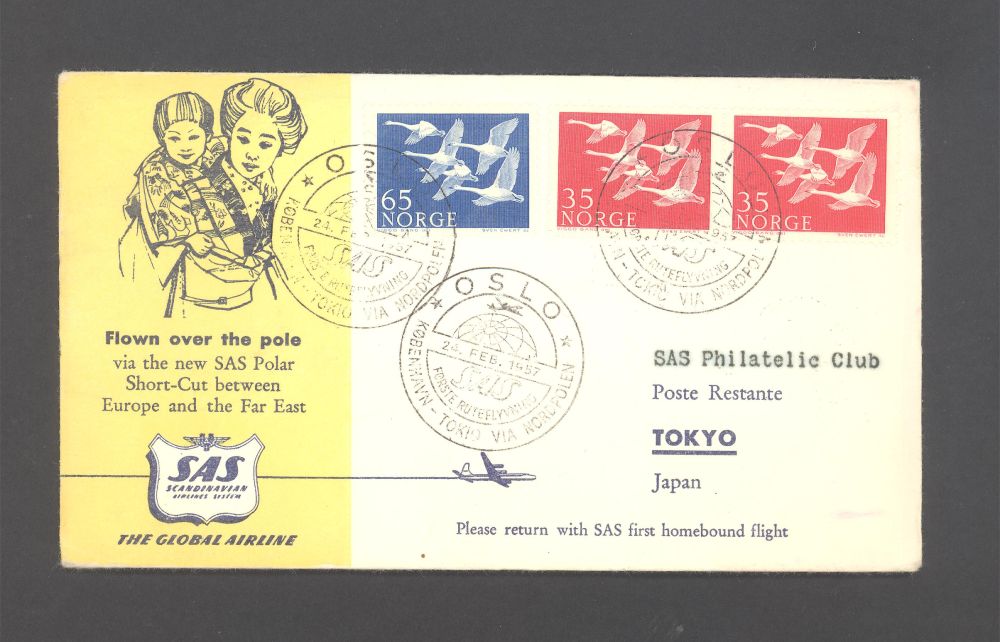 65
NORGE
35
NORGE
35
NORGE
OSLO
24. FEB. 1957
SAS
FØRSTE RUTEFLYVNING
KØBENHAVN - TOKIO VIA NORDPOLEN
Flown over the pole
via the new SAS Polar
Short-Cut between
Europe and the Far East
SAS
SCANDINAVIAN
AIRLINES SYSTEM
THE GLOBAL AIRLINE
SAS Philatelic Club
Poste Restante
TOKYO
Japan
Please return with SAS first homebound flight